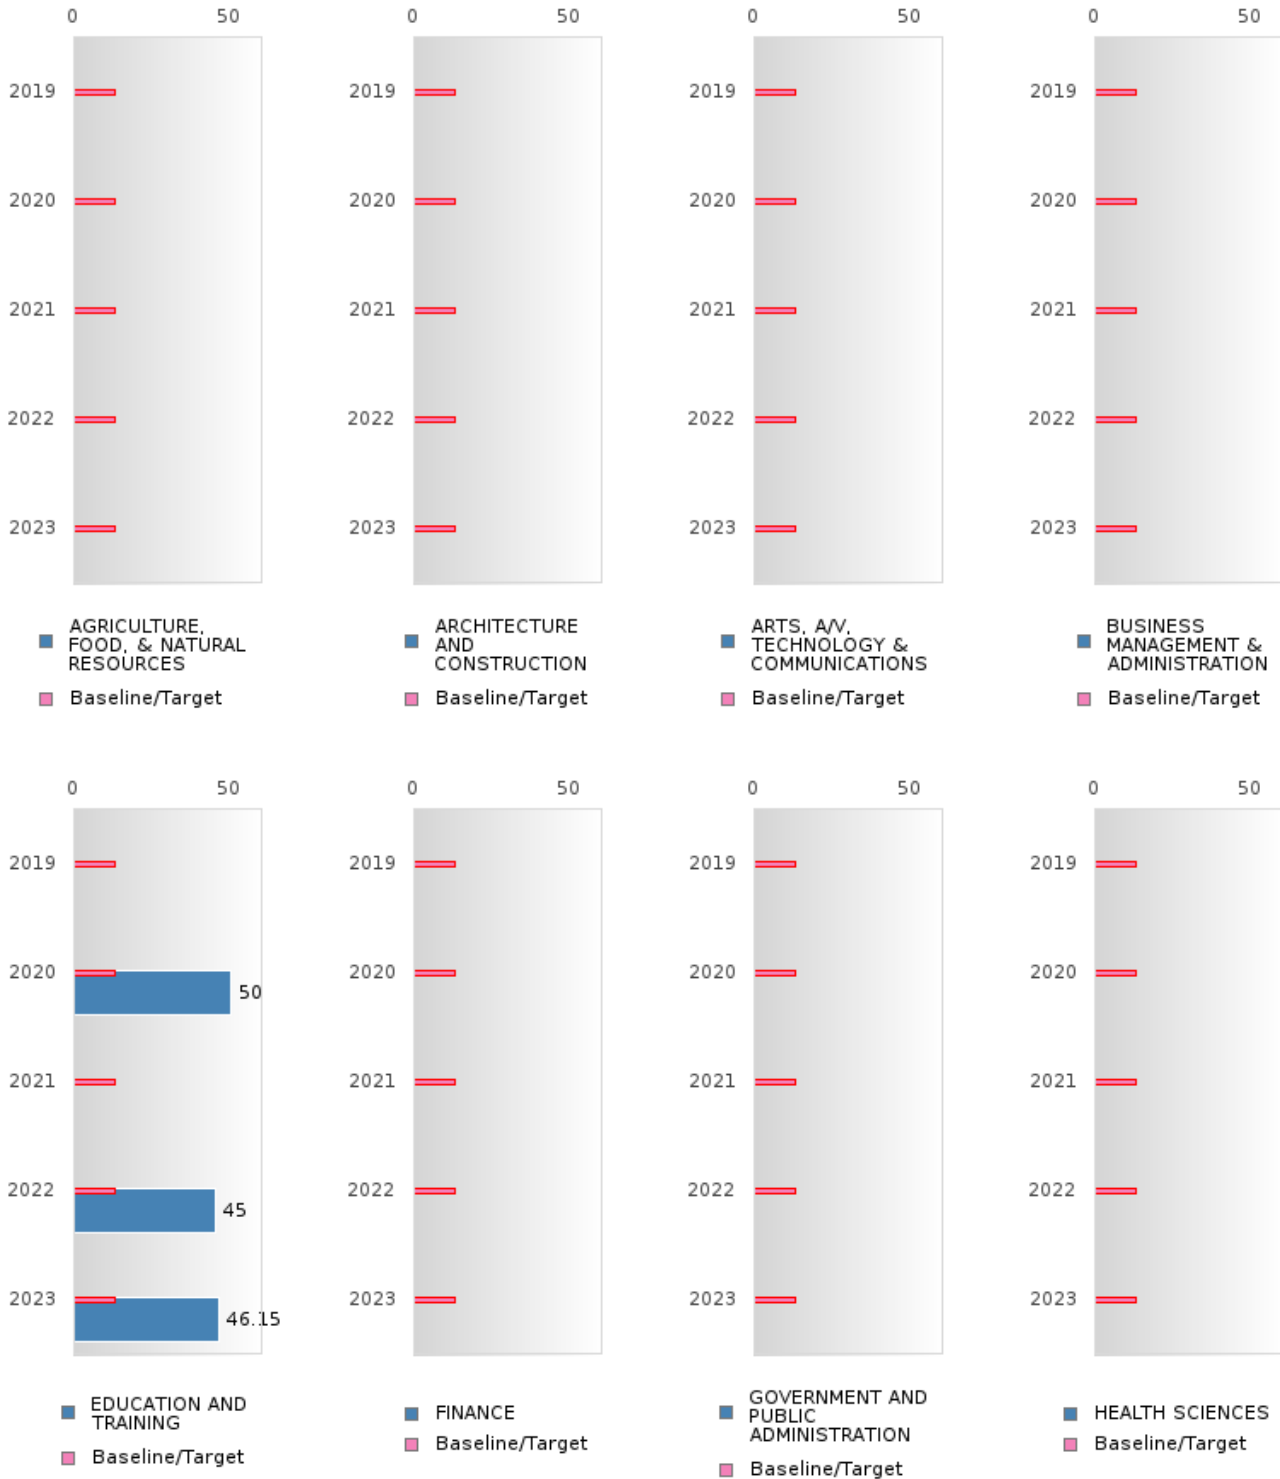 0 50 0 50 0 50 0 50
2019 2019 2019 2019
2020 2020 2020 2020
2021 2021 2021 2021
2022 2022 2022 2022
2023 2023 2023 2023
AGRICULTURE,
FOOD, & NATURAL
RESOURCES
Baseline/Target
ARCHITECTURE
AND
CONSTRUCTION
Baseline/Target
ARTS, A/V,
TECHNOLOGY &
COMMUNICATIONS
Baseline/Target
BUSINESS
MANAGEMENT &
ADMINISTRATION
Baseline/Target
0 50 0 50 0 50 0 50
2019 2019 2019 2019
2020 2020 2020 2020
50
2021 2021 2021 2021
2022 2022 2022 2022
45
2023 2023 2023 2023
46.15
EDUCATION AND
TRAINING
Baseline/Target
FINANCE
Baseline/Target
GOVERNMENT AND
PUBLIC
ADMINISTRATION
Baseline/Target
HEALTH SCIENCES
Baseline/Target